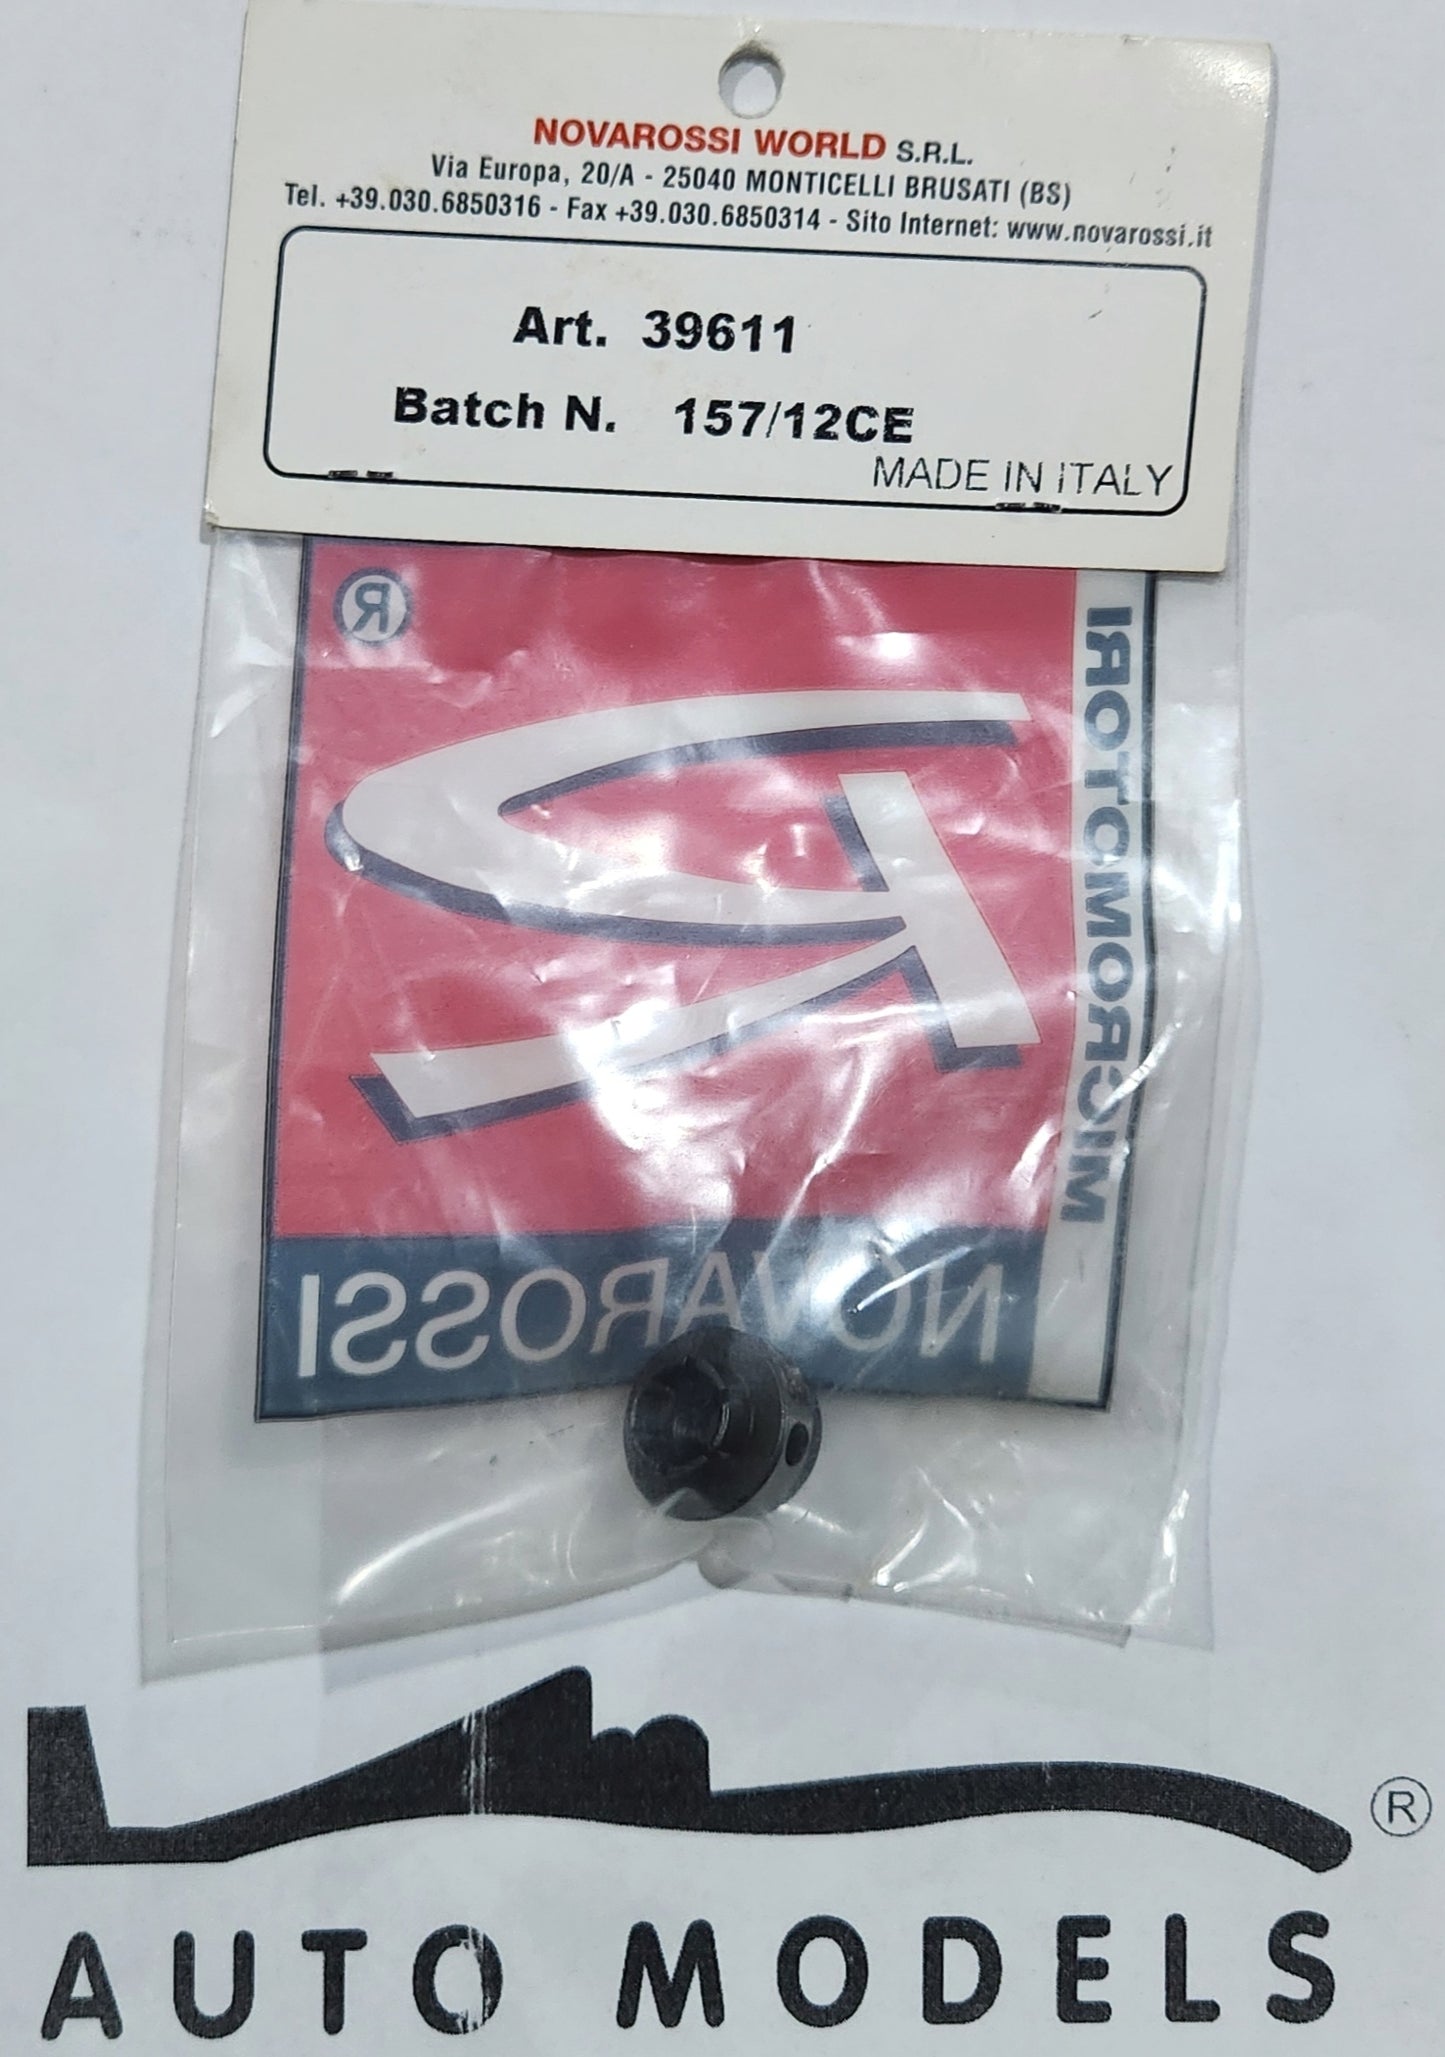 NOVAROSSI WORLD S.R.L.
Via Europa, 20/A - 25040 MONTICELLI BRUSATI (BS)
Tel. +39.030.6850316 - Fax +39.030.6850314 - Sito Internet: www.novarossi.it
Art. 39611
Batch N. 157/12CE
MADE IN ITALY
®
MICROMOTORI
NOVAROSSI
®
AUTO MODELS